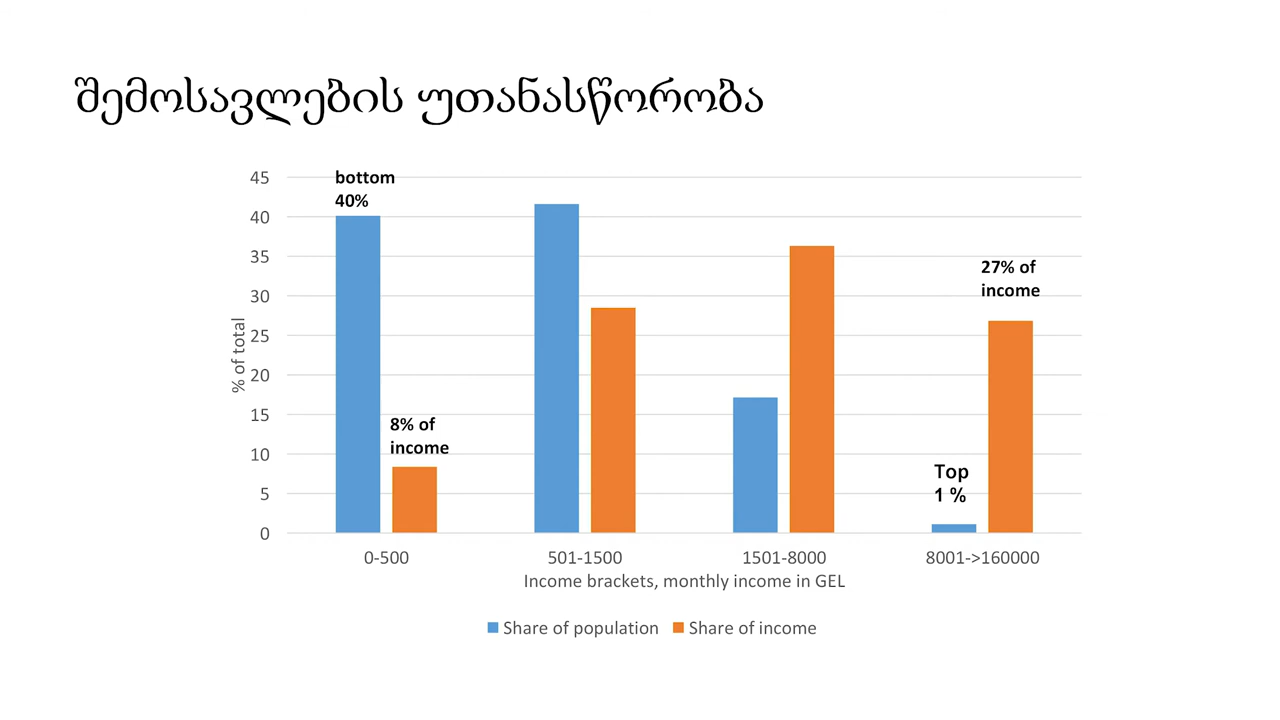 შემოსავლების უთანასწორობა
bottom
40%
8% of
income
Top
1 %
27% of
income
% of total
45
40
35
30
25
20
15
10
5
0
0-500
501-1500
1501-8000
8001->160000
Income brackets, monthly income in GEL
Share of population
Share of income